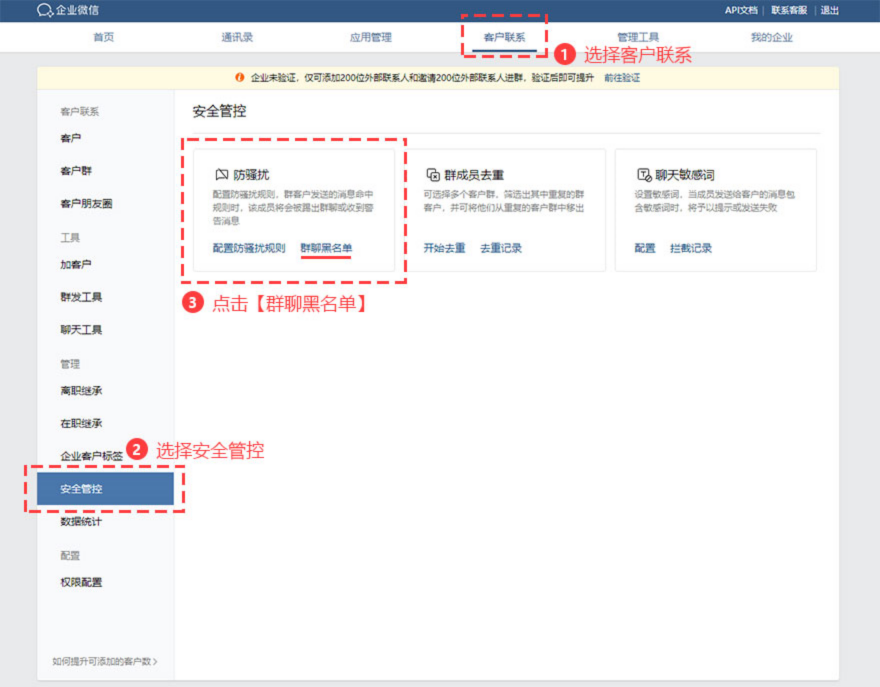 企业微信
API文档 | 联系客服 | 退出
首页 通讯录 应用管理 客户联系 管理工具 我的企业
1 选择客户联系
企业未验证，仅可添加200位外部联系人和邀请200位外部联系人进群，验证后即可提升 前往验证
客户联系
客户
客户群
客户朋友圈
工具
加客户
群发工具
聊天工具
管理
离职继承
在职继承
企业客户标签
2 选择安全管控
安全管控
数据统计
配置
权限配置
如何提升可添加的客户数 >
安全管控
防骚扰
配置防骚扰规则，群客户发送的消息命中
规则时，该成员将会被踢出群聊或收到警
告消息
配置防骚扰规则 群聊黑名单
3 点击【群聊黑名单】
群成员去重
可选择多个客户群，筛选出其中重复的群
客户，并可将他们从重复的客户群中移出
开始去重 去重记录
聊天敏感词
设置敏感词，当成员发送给客户的消息包
含敏感词时，将予以提示或发送失败
配置 拦截记录